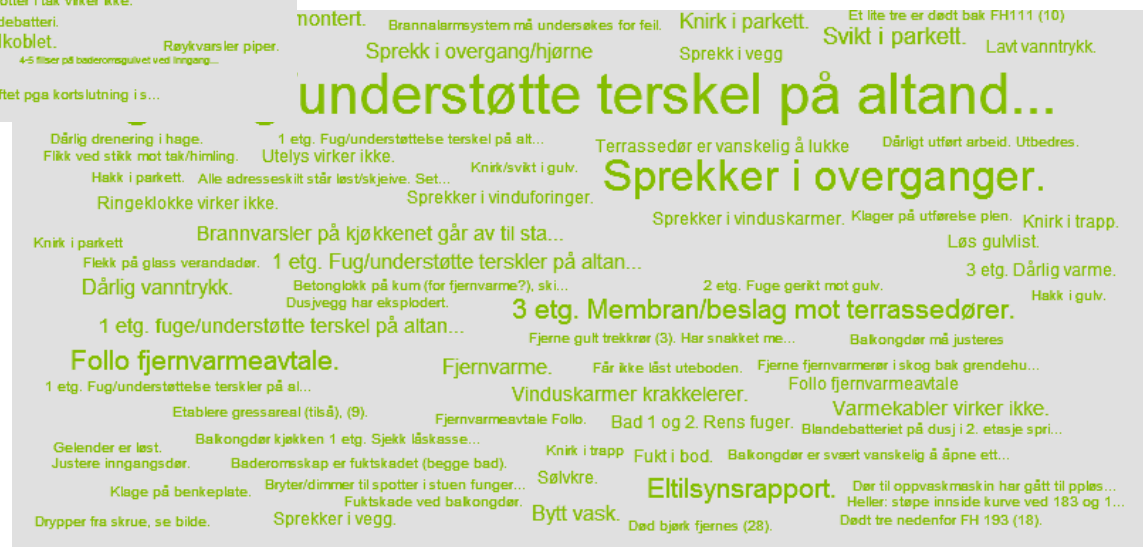 otter i tak virker ikke.
debatteri.
lkoblet.
Røykvarsler piper.
4-5 fliser på baderomsgulvet ved inngang...
ftet pga kortslutning i s...
montert.
Brannalarmsystem må undersøkes for feil.
Knirk i parkett.
Et lite tre er dødt bak FH111 (10)
Svikt i parkett.
Lavt vanntrykk.
Sprekk i overgang/hjørne
Sprekk i vegg
understøtte terskel på altand...
Dårlig drenering i hage.
1 etg. Fug/understøttelse terskel på alt...
Terrassedør er vanskelig å lukke
Dårligt utført arbeid. Utbedres.
Flikk ved stikk mot tak/himling.
Utelys virker ikke.
Knirk/svikt i gulv.
Sprekker i overganger.
Hakk i parkett.
Alle adresseskilt står løst/skjeive. Set...
Ringeklokke virker ikke.
Sprekker i vinduforinger.
Sprekker i vinduskarmer.
Klager på utførelse plen.
Knirk i trapp.
Knirk i parkett
Brannvarsler på kjøkkenet går av til sta...
Løs gulvlist.
Flekk på glass verandadør.
1 etg. Fug/understøtte terskler på altan...
3 etg. Dårlig varme.
Dårlig vanntrykk.
Betonglokk på kum (for fjernvarme?), ski...
2 etg. Fuge gerikt mot gulv.
Hakk i gulv.
Dusjvegg har eksplodert.
3 etg. Membran/beslag mot terrassedører.
1 etg. fuge/understøtte terskel på altan...
Fjerne gult trekkrør (3). Har snakket me...
Balkongdør må justeres
Follo fjernvarmeavtale.
Fjernvarme.
Får ikke låst uteboden.
Fjerne fjernvarmerør i skog bak grendehu...
1 etg. Fug/understøttelse terskler på al...
Vinduskarmer krakkelerer.
Follo fjernvarmeavtale
Etablere gressareal (tilså), (9).
Fjernvarmeavtale Follo.
Bad 1 og 2. Rens fuger.
Varmekabler virker ikke.
Blandebatteriet på dusj i 2. etasje spri...
Gelender er løst.
Balkongdør kjøkken 1 etg. Sjekk låskasse...
Knirk i trapp
Fukt i bod.
Balkongdør er svært vanskelig å åpne ett...
Justere inngangsdør.
Baderomsskap er fuktskadet (begge bad).
Sølvkre.
Klage på benkeplate.
Bryter/dimmer til spotter i stuen funger...
Eltilsynsrapport.
Dør til oppvaskmaskin har gått til ppløs...
Fuktskade ved balkongdør.
Heller: støpe innside kurve ved 183 og 1...
Drypper fra skrue, se bilde.
Sprekker i vegg.
Bytt vask.
Død bjørk fjernes (28).
Dødt tre nedenfor FH 193 (18).